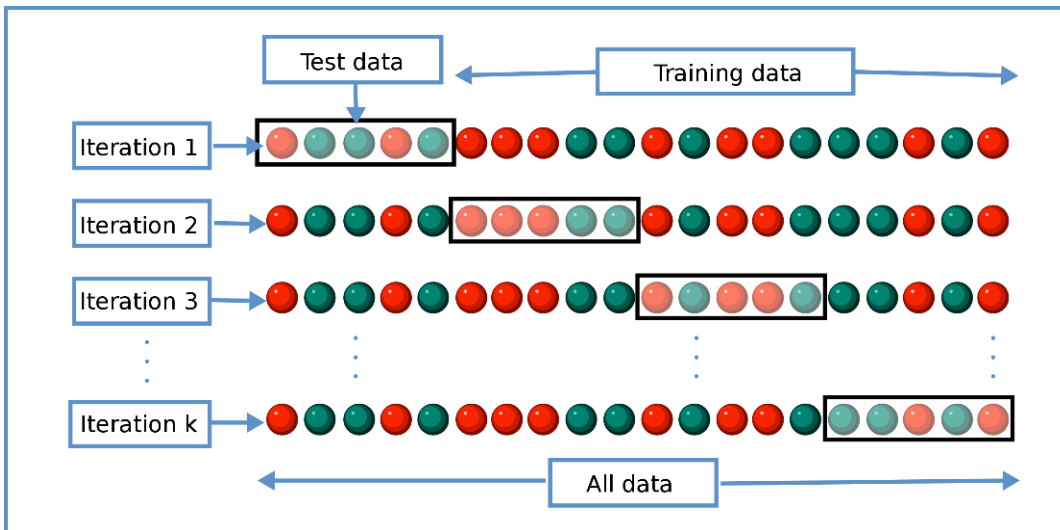 Test data
Training data
Iteration 1
Iteration 2
Iteration 3
Iteration k
All data